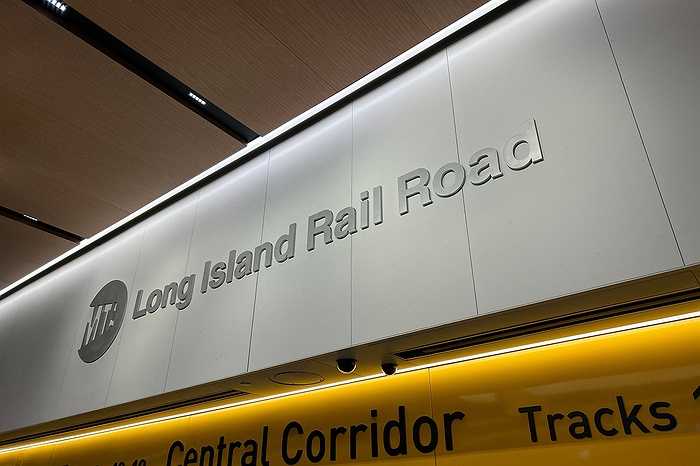 MTA Long Island Rail Road
Central Corridor Tracks